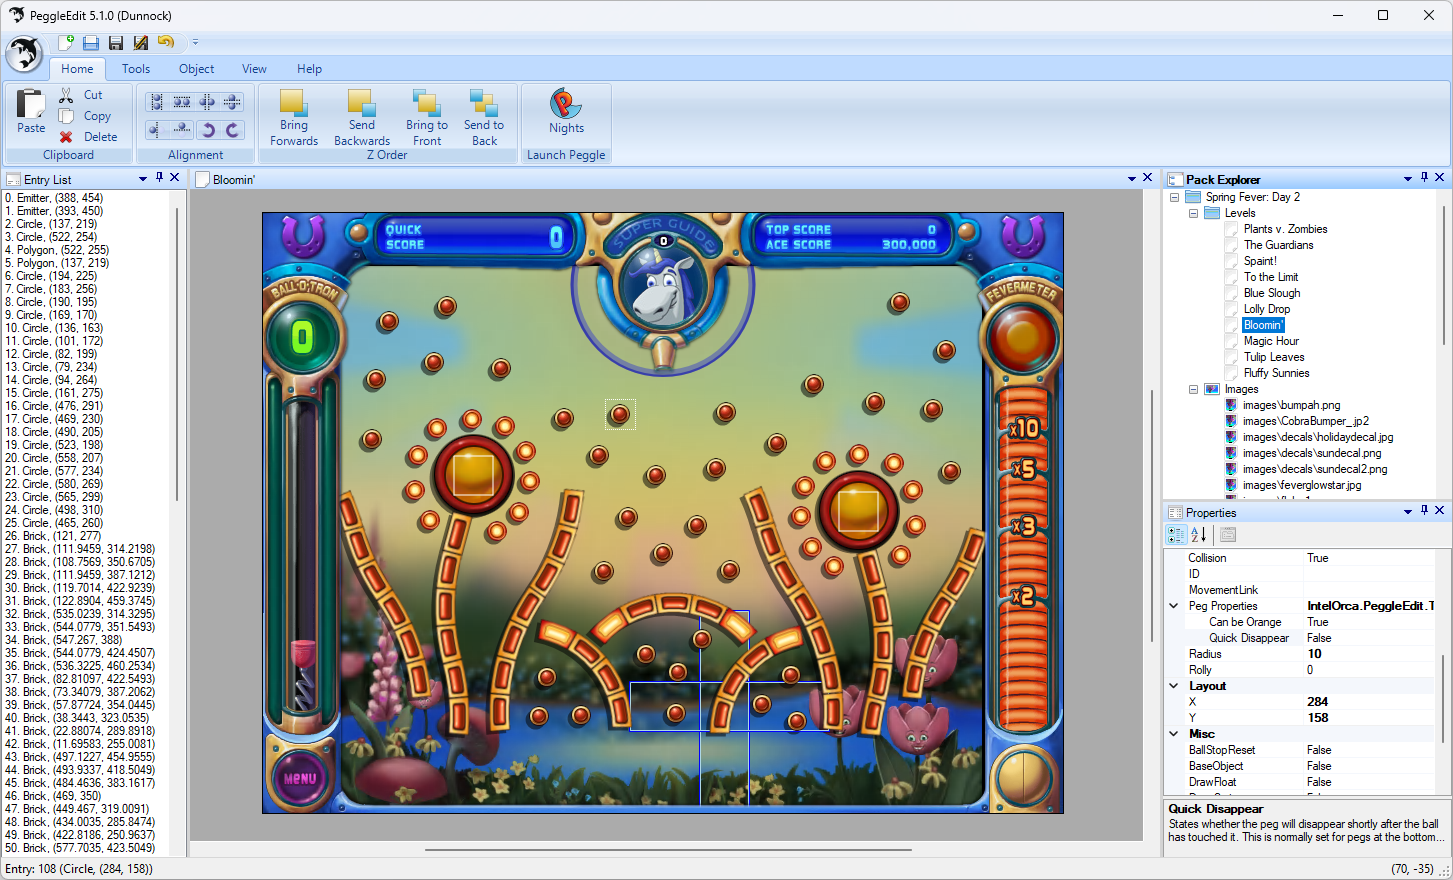 PeggleEdit 5.1.0 (Dunnock)
Home Tools Object View Help
Paste
Cut
Copy
Delete
Clipboard
Alignment
Bring Forwards
Send Backwards
Bring to Front
Send to Back
Z Order
Nights
Launch Peggle
Entry List
0. Emitter, (388, 454)
1. Emitter, (393, 450)
2. Circle, (137, 219)
3. Circle, (522, 254)
4. Polygon, (522, 255)
5. Polygon, (137, 219)
6. Circle, (194, 225)
7. Circle, (183, 256)
8. Circle, (190, 195)
9. Circle, (169, 170)
10. Circle, (136, 163)
11. Circle, (101, 172)
12. Circle, (82, 199)
13. Circle, (79, 234)
14. Circle, (94, 264)
15. Circle, (161, 275)
16. Circle, (476, 291)
17. Circle, (469, 230)
18. Circle, (490, 205)
19. Circle, (523, 198)
20. Circle, (558, 207)
21. Circle, (577, 234)
22. Circle, (580, 269)
23. Circle, (565, 299)
24. Circle, (498, 310)
25. Circle, (465, 260)
26. Brick, (121, 277)
27. Brick, (111.9459, 314.2198)
28. Brick, (108.7569, 350.6705)
29. Brick, (111.9459, 387.1212)
30. Brick, (119.7014, 422.9239)
31. Brick, (122.8904, 459.3745)
32. Brick, (535.0239, 314.3295)
33. Brick, (544.0779, 351.5493)
34. Brick, (547.267, 388)
35. Brick, (544.0779, 424.4507)
36. Brick, (536.3225, 460.2534)
37. Brick, (82.81097, 422.5493)
38. Brick, (73.34079, 387.2062)
39. Brick, (57.87724, 354.0445)
40. Brick, (38.3443, 323.0535)
41. Brick, (22.88074, 289.8918)
42. Brick, (11.69583, 255.0081)
43. Brick, (497.1227, 454.9555)
44. Brick, (493.9337, 418.5049)
45. Brick, (484.4636, 383.1617)
46. Brick, (469, 350)
47. Brick, (449.467, 319.0091)
48. Brick, (434.0035, 285.8474)
49. Brick, (422.8186, 250.9637)
50. Brick, (577.7035, 423.5049)
Bloomin'
QUICK SCORE
0
SUPER GUIDE
0
TOP SCORE 0
ACE SCORE 300,000
BALL-O-TRON
0
FEVERMETER
x10
x5
x3
x2
MENU
Pack Explorer
Spring Fever: Day 2
Levels
Plants v. Zombies
The Guardians
Spaint!
To the Limit
Blue Slough
Lolly Drop
Bloomin'
Magic Hour
Tulip Leaves
Fluffy Sunnies
Images
images\bumpah.png
images\CobraBumper_.jp2
images\decals\holidaydecal.jpg
images\decals\sundecal.png
images\decals\sundecal2.png
images\feverglowstar.jpg
Properties
Collision True
ID
MovementLink
Peg Properties IntelOrca.PeggleEdit.T
Can be Orange True
Quick Disappear False
Radius 10
Rolly 0
Layout
X 284
Y 158
Misc
BallStopReset False
BaseObject False
DrawFloat False
Quick Disappear
States whether the peg will disappear shortly after the ball
has touched it. This is normally set for pegs at the bottom...
Entry: 108 (Circle, (284, 158))
(70, -35)